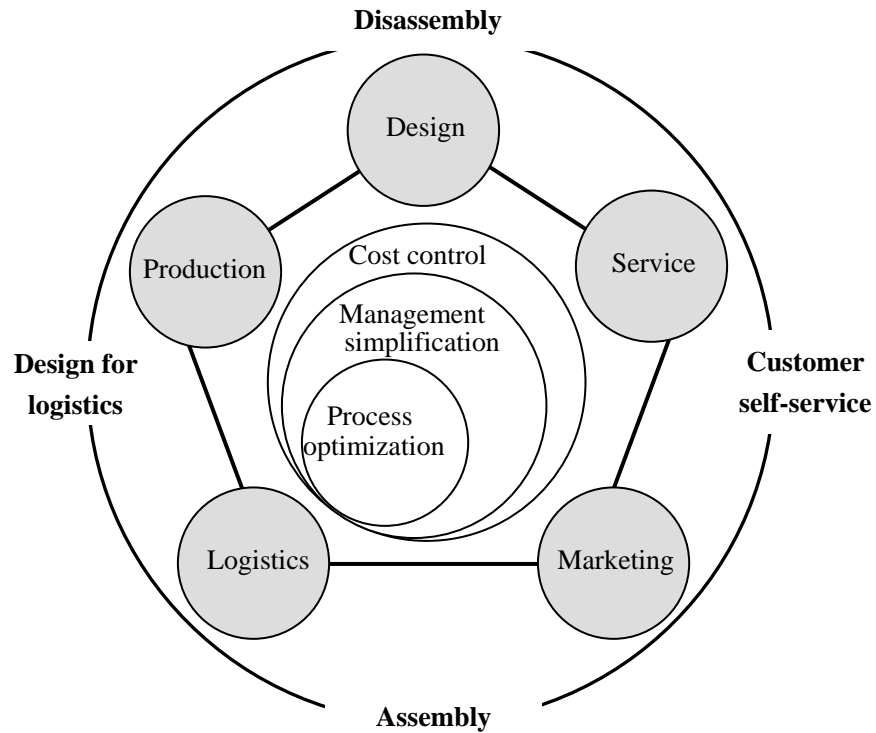 Disassembly
Design
Service
Production
Cost control
Management
simplification
Process
optimization
Design for
logistics
Customer
self-service
Logistics
Marketing
Assembly